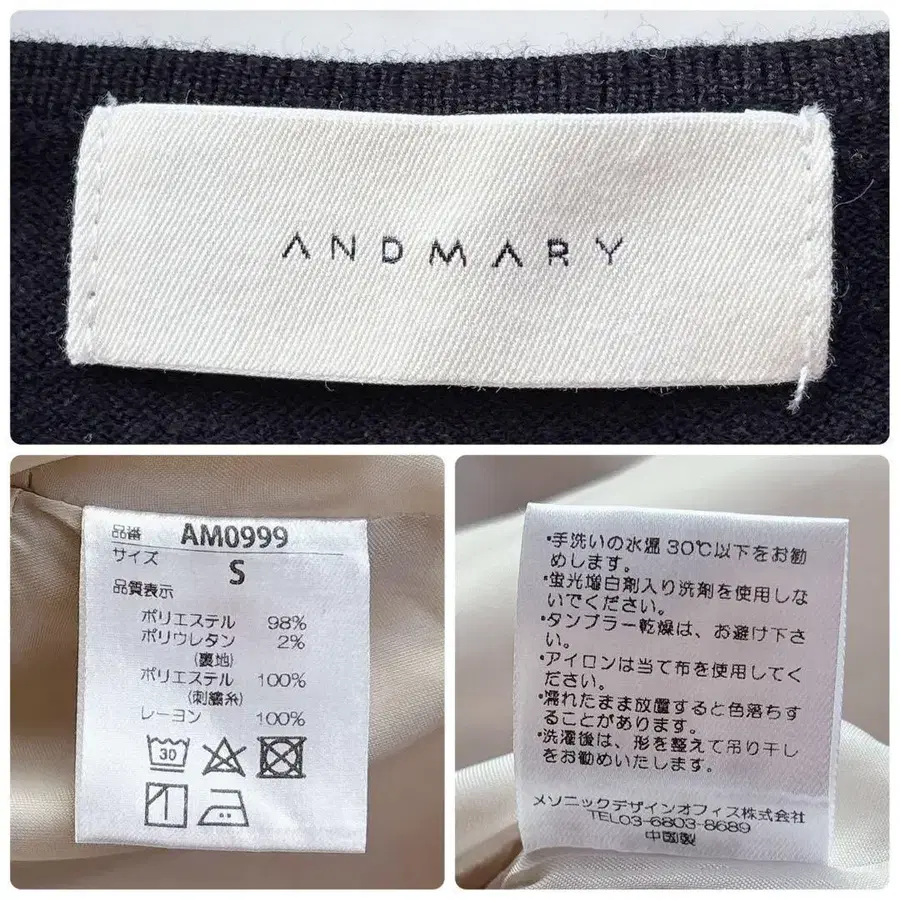 ANDMARY
品番 AM0999
サイズ S
品質表示
ポリエステル 98%
ポリウレタン 2%
(裏地)
ポリエステル 100%
(刺繍糸)
レーヨン 100%
30
・手洗いの水温30℃以下をお勧
めします。
・蛍光増白剤入り洗剤を使用しな
いでください。
・タンブラー乾燥は、お避け下さ
い。
・アイロンは当て布を使用してく
ださい。
・濡れたまま放置すると色落ちす
ることがあります。
・洗濯後は、形を整えて吊り干し
をお勧めいたします。
メソニックデザインオフィス株式会社
TEL03-6803-8689
中国製